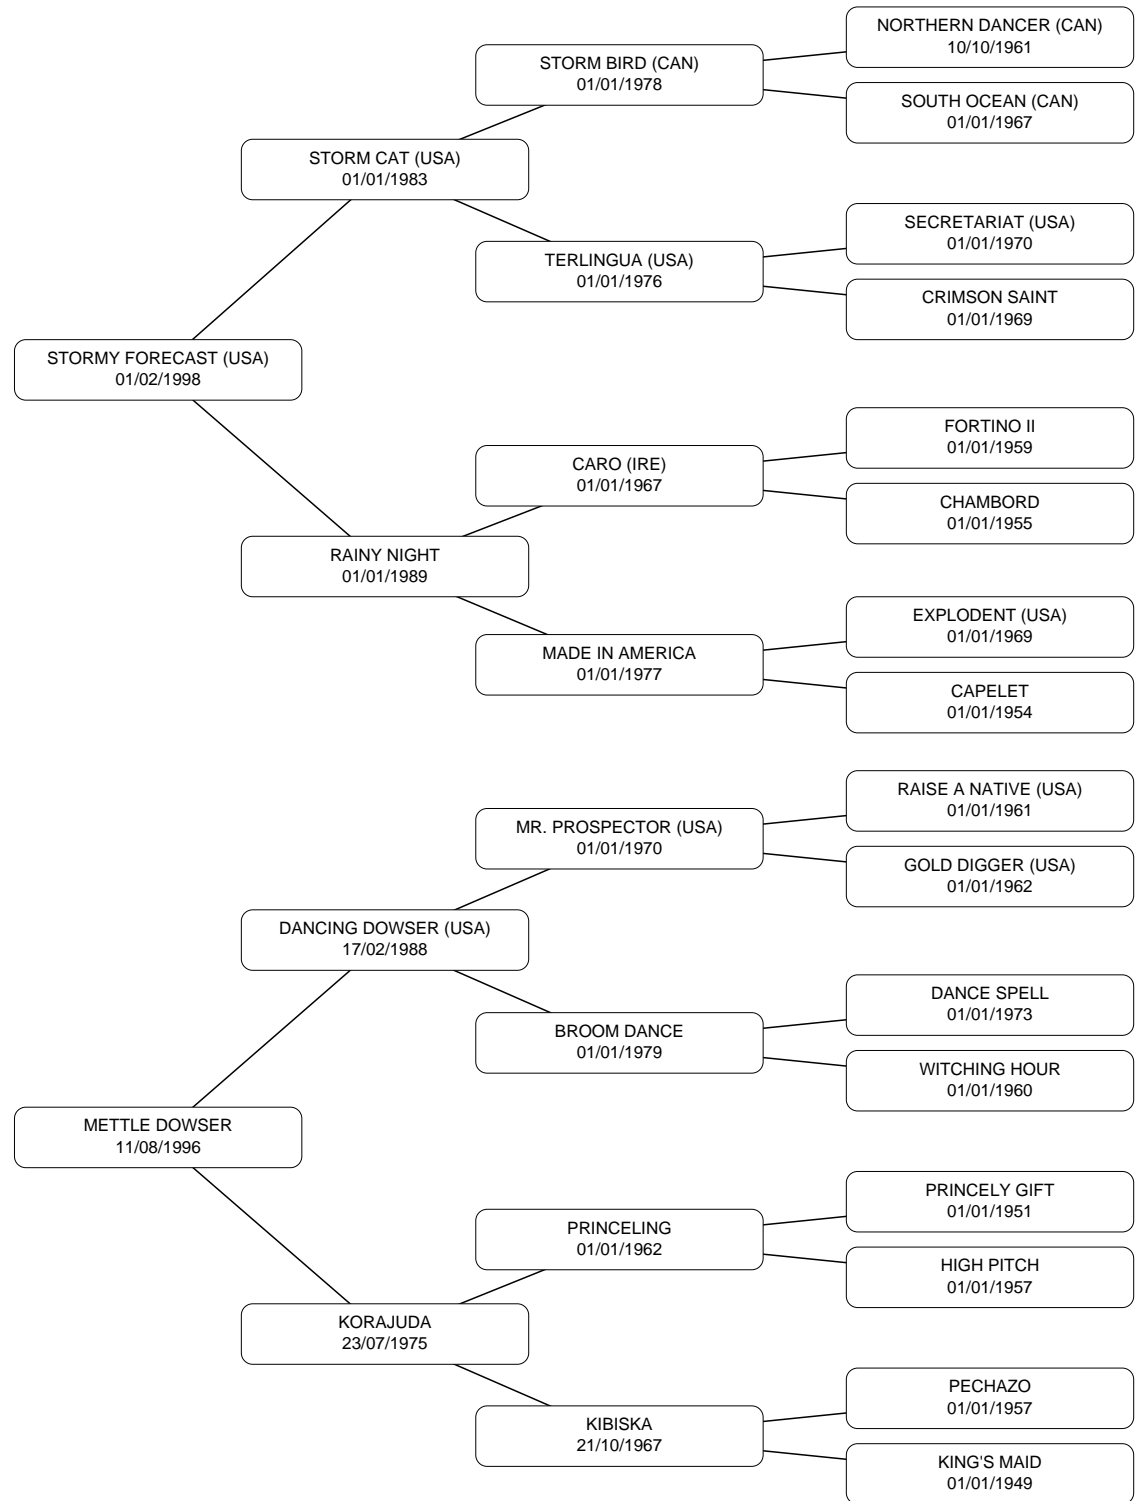 NORTHERN DANCER (CAN)
10/10/1961
STORM BIRD (CAN)
01/01/1978
SOUTH OCEAN (CAN)
01/01/1967
STORM CAT (USA)
01/01/1983
SECRETARIAT (USA)
01/01/1970
TERLINGUA (USA)
01/01/1976
CRIMSON SAINT
01/01/1969
STORMY FORECAST (USA)
01/02/1998
FORTINO II
01/01/1959
CARO (IRE)
01/01/1967
CHAMBORD
01/01/1955
RAINY NIGHT
01/01/1989
EXPLODENT (USA)
01/01/1969
MADE IN AMERICA
01/01/1977
CAPELET
01/01/1954
RAISE A NATIVE (USA)
01/01/1961
MR. PROSPECTOR (USA)
01/01/1970
GOLD DIGGER (USA)
01/01/1962
DANCING DOWSER (USA)
17/02/1988
DANCE SPELL
01/01/1973
BROOM DANCE
01/01/1979
WITCHING HOUR
01/01/1960
METTLE DOWSER
11/08/1996
PRINCELY GIFT
01/01/1951
PRINCELING
01/01/1962
HIGH PITCH
01/01/1957
KORAJUDA
23/07/1975
PECHAZO
01/01/1957
KIBISKA
21/10/1967
KING'S MAID
01/01/1949